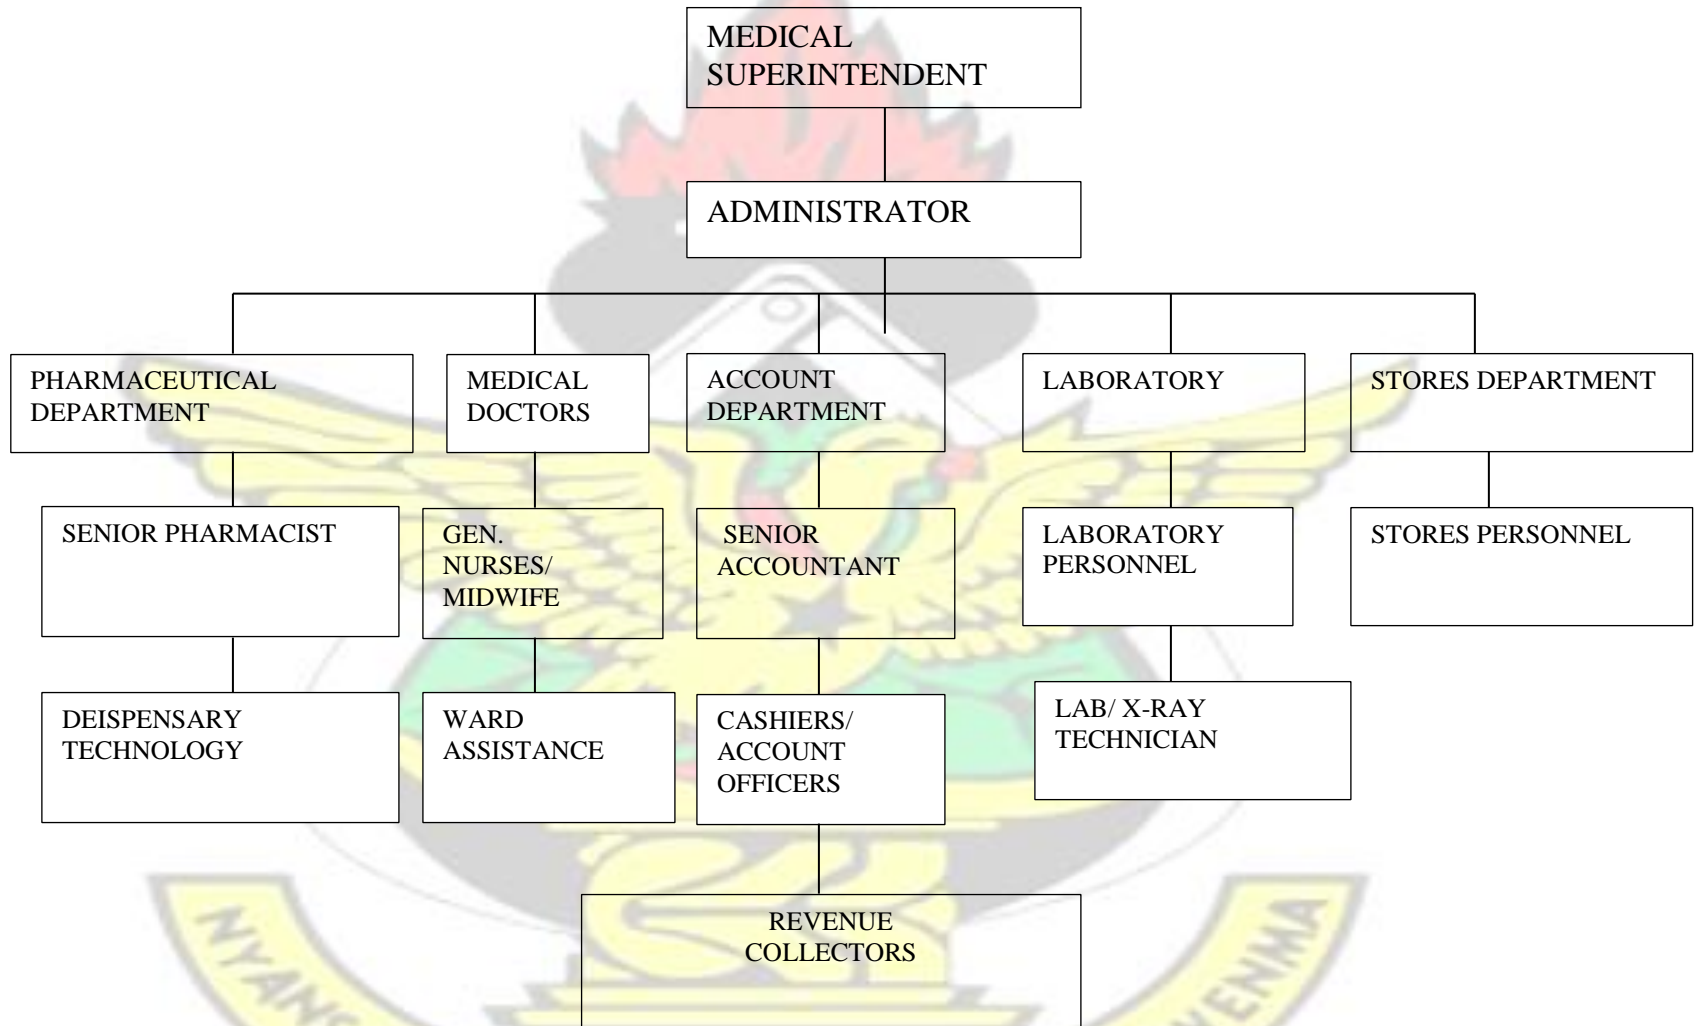 MEDICAL
SUPERINTENDENT
ADMINISTRATOR
PHARMACEUTICAL
DEPARTMENT
MEDICAL
DOCTORS
ACCOUNT
DEPARTMENT
LABORATORY
STORES DEPARTMENT
SENIOR PHARMACIST
GEN.
NURSES/
MIDWIFE
SENIOR
ACCOUNTANT
LABORATORY
PERSONNEL
STORES PERSONNEL
DEISPENSARY
TECHNOLOGY
WARD
ASSISTANCE
CASHIERS/
ACCOUNT
OFFICERS
LAB/ X-RAY
TECHNICIAN
REVENUE
COLLECTORS